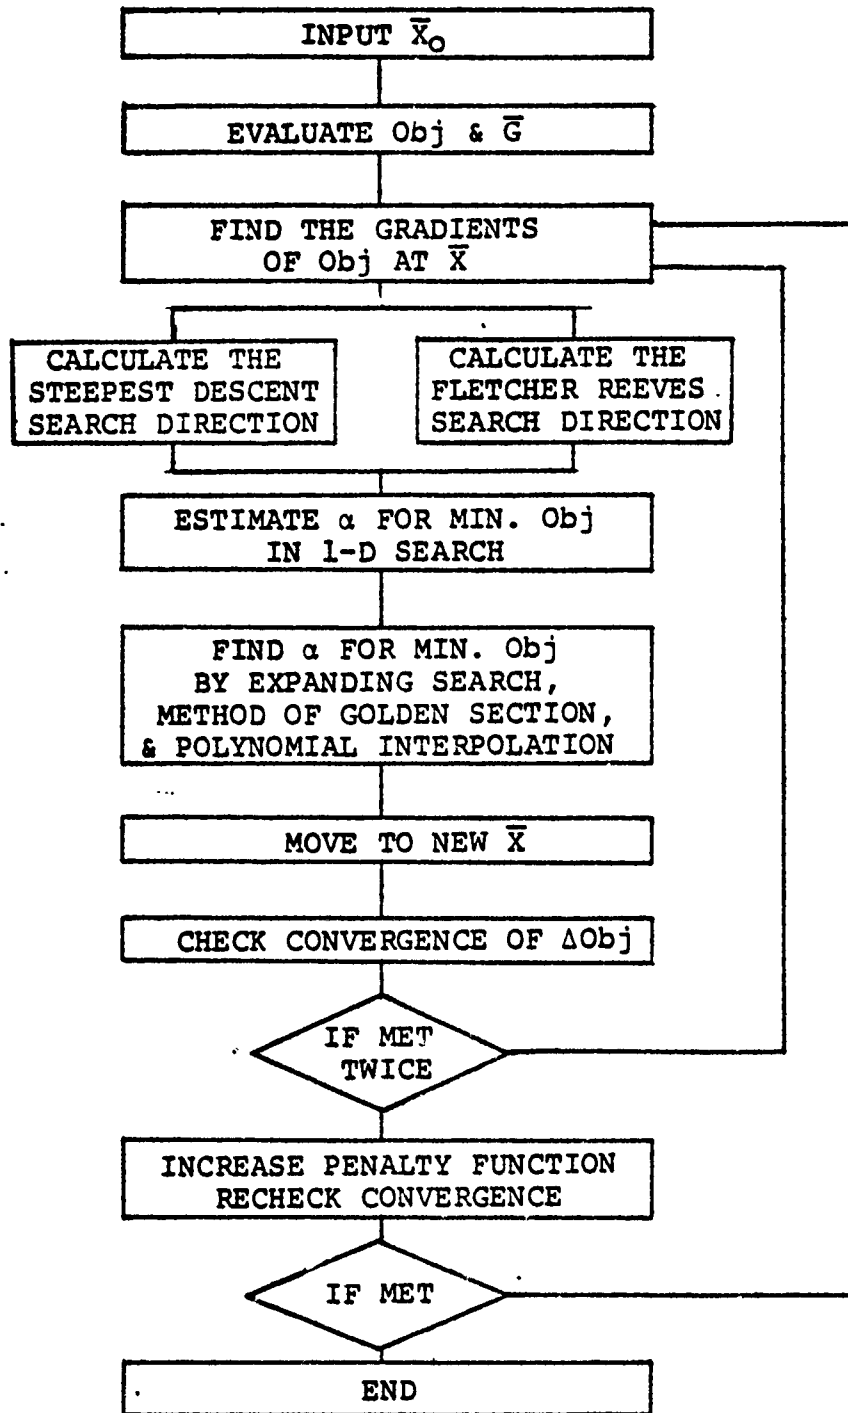 INPUT X̅₀
EVALUATE Obj & G̅
FIND THE GRADIENTS
OF Obj AT X̅
CALCULATE THE
STEEPEST DESCENT
SEARCH DIRECTION
CALCULATE THE
FLETCHER REEVES
SEARCH DIRECTION
ESTIMATE α FOR MIN. Obj
IN 1-D SEARCH
FIND α FOR MIN. Obj
BY EXPANDING SEARCH,
METHOD OF GOLDEN SECTION,
& POLYNOMIAL INTERPOLATION
MOVE TO NEW X̅
CHECK CONVERGENCE OF ΔObj
IF MET
TWICE
INCREASE PENALTY FUNCTION
RECHECK CONVERGENCE
IF MET
END